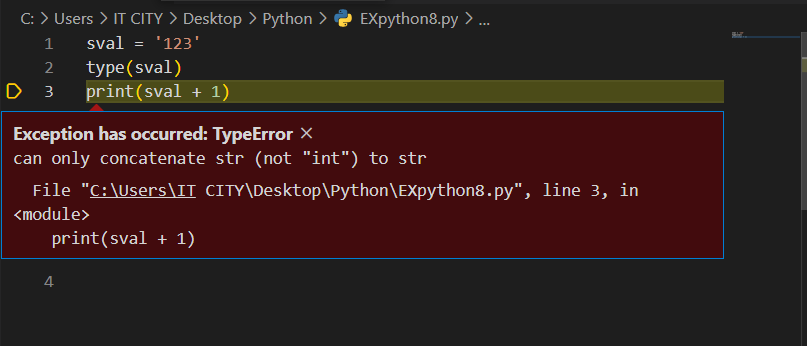 C: > Users > IT CITY > Desktop > Python > EXpython8.py > ...
1 sval = '123'
2 type(sval)
3 print(sval + 1)
Exception has occurred: TypeError ×
can only concatenate str (not "int") to str
File "C:\Users\IT CITY\Desktop\Python\EXpython8.py", line 3, in
<module>
print(sval + 1)
4